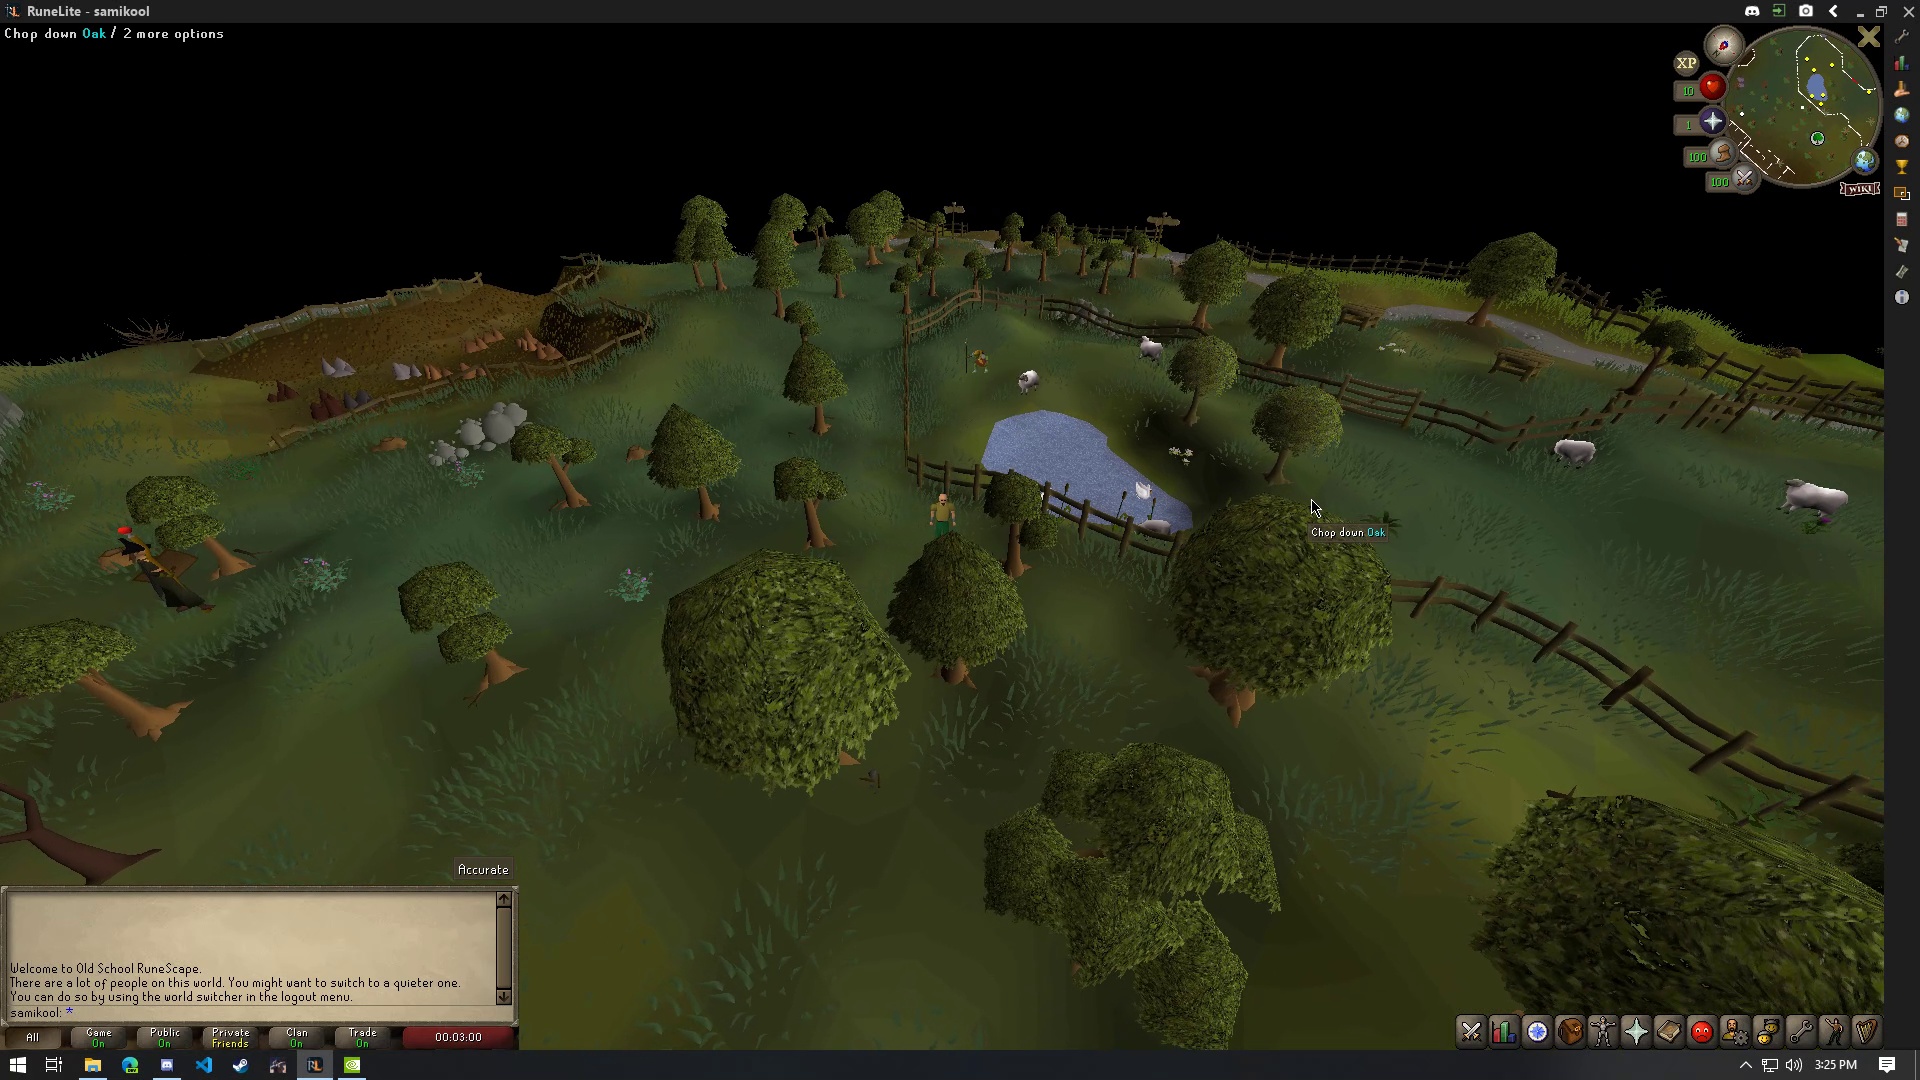 RuneLite - samikool
Chop down Oak / 2 more options
XP
10
1
100
100
WIKI
Chop down Oak
Accurate
Welcome to Old School RuneScape.
There are a lot of people on this world. You might want to switch to a quieter one.
You can do so by using the world switcher in the logout menu.
samikool: *
All
Game
On
Public
On
Private
Friends
Clan
On
Trade
On
00:03:00
3:25 PM